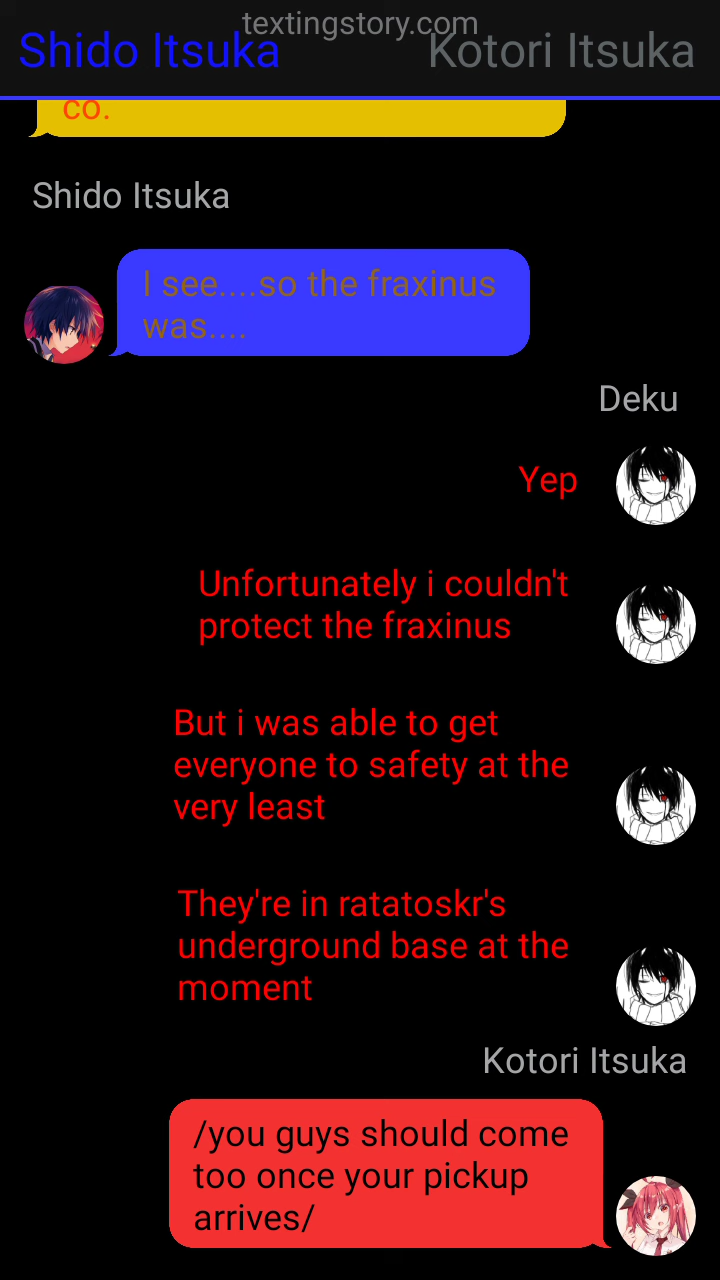 textingstory.com
Shido Itsuka
Kotori Itsuka
co.
Shido Itsuka
I see....so the fraxinus
was....
Deku
Yep
Unfortunately i couldn't
protect the fraxinus
But i was able to get
everyone to safety at the
very least
They're in ratatoskr's
underground base at the
moment
Kotori Itsuka
/you guys should come
too once your pickup
arrives/